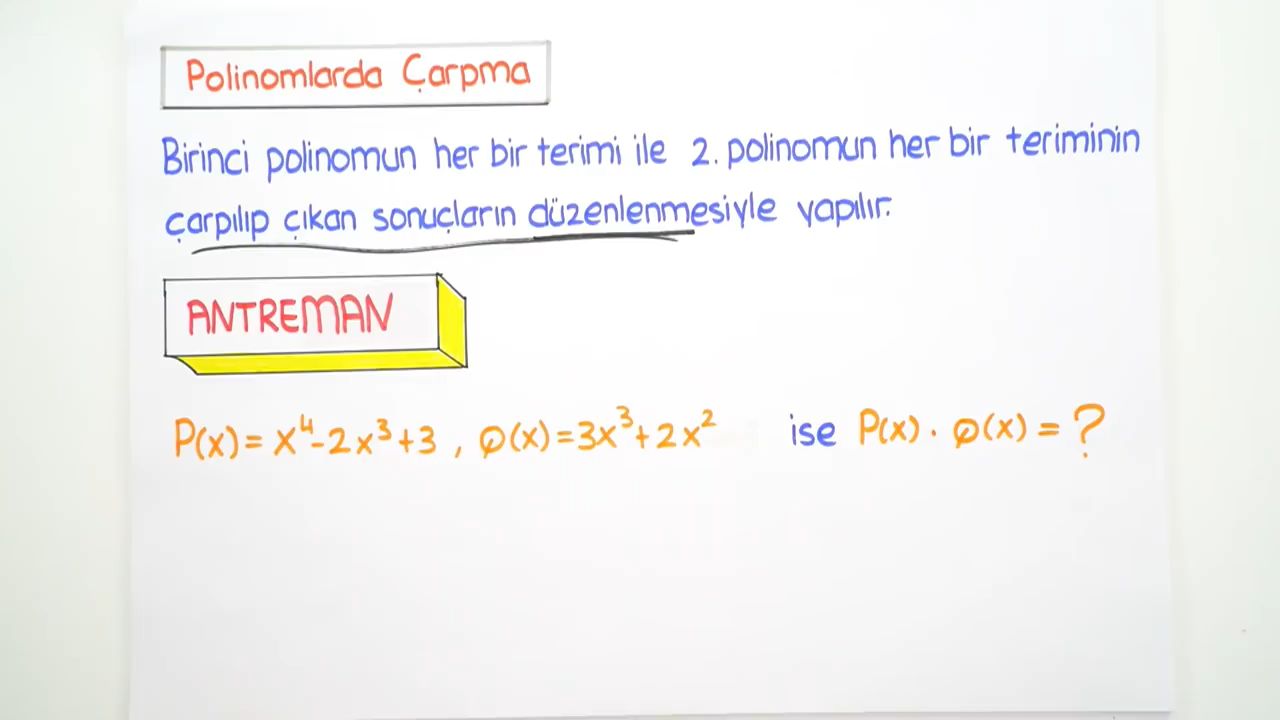 Polinomlarda Çarpma
Birinci polinomun her bir terimi ile 2. polinomun her bir teriminin
çarpılıp çıkan sonuçların düzenlenmesiyle yapılır.
ANTREMAN
P(x) = x⁴-2x³+3 , Q(x) = 3x³+2x² ise P(x) . Q(x) = ?